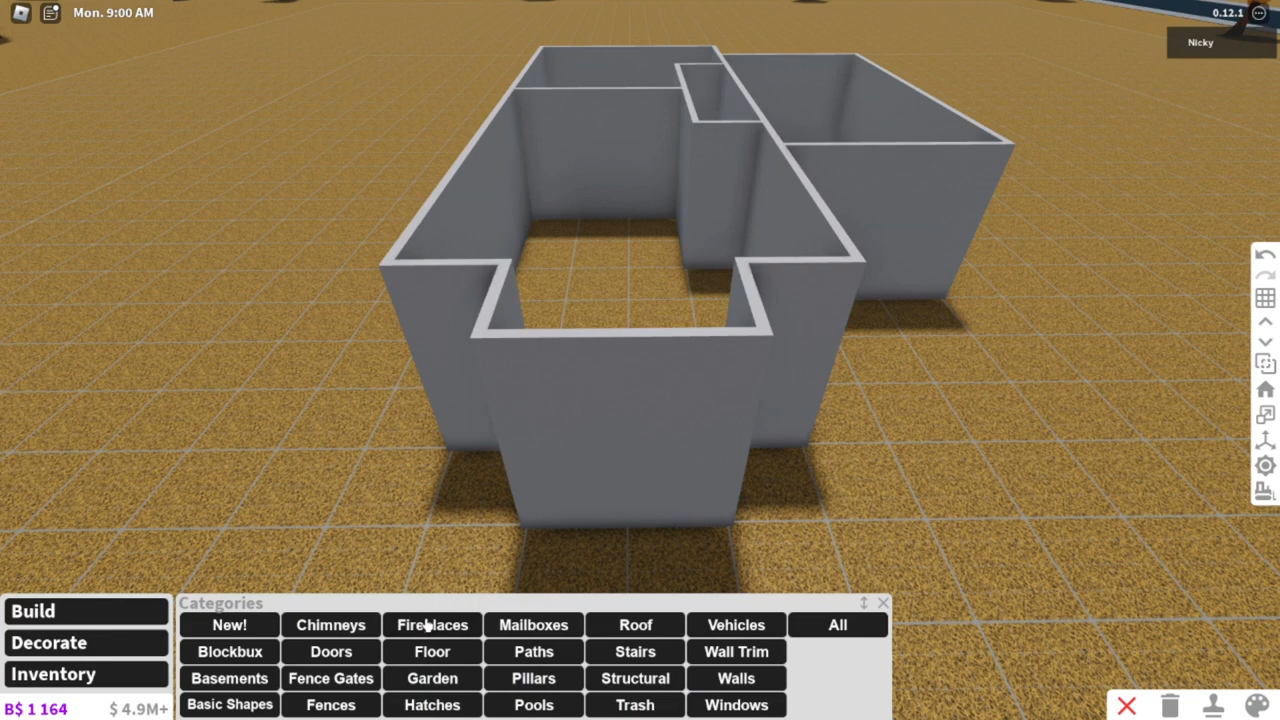 Mon. 9:00 AM
0.12.1
Nicky
Build
Decorate
Inventory
B$ 1 164 $ 4.9M+
Categories
New! Chimneys Fireplaces Mailboxes Roof Vehicles All
Blockbux Doors Floor Paths Stairs Wall Trim
Basements Fence Gates Garden Pillars Structural Walls
Basic Shapes Fences Hatches Pools Trash Windows